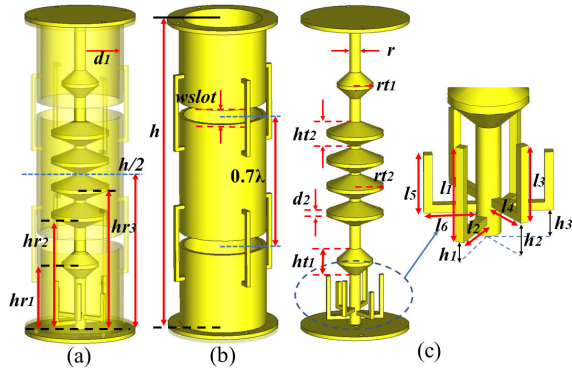 d1
h/2
hr3
hr2
hr1
(a)
h
wslot
0.7λ
(b)
r
rt1
ht2
rt2
d2
ht1
(c)
l5
l1
l3
l4
l6
l2
h1
h2
h3